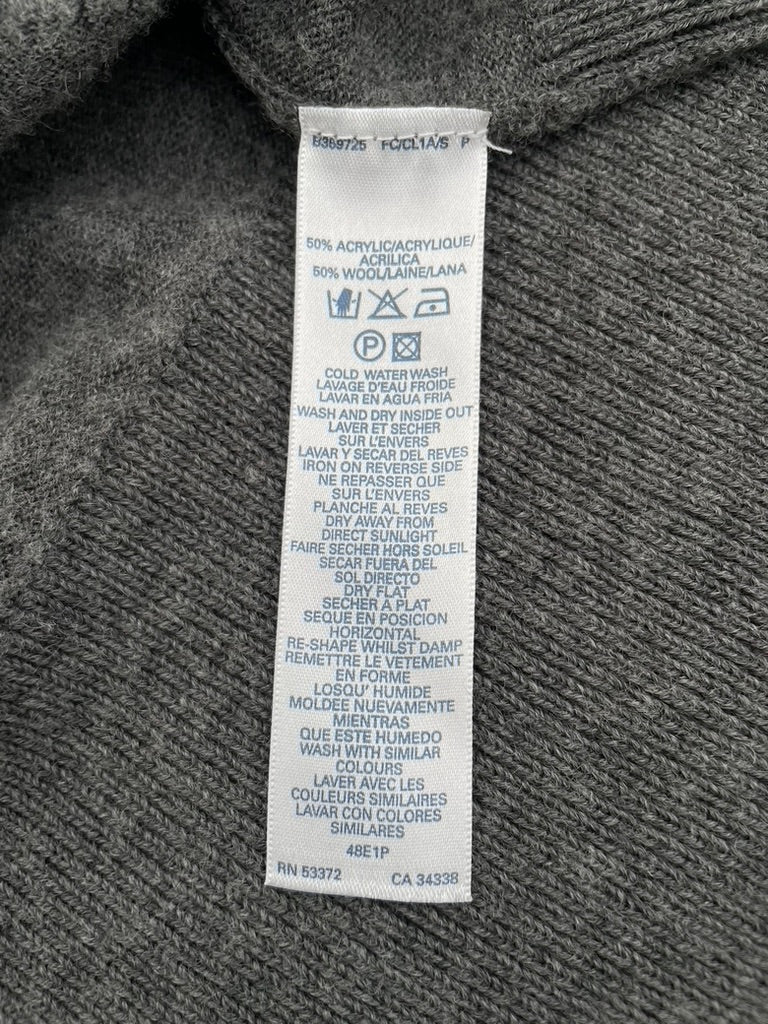 B369725 FC/CL1A/S P
50% ACRYLIC/ACRYLIQUE/
ACRILICA
50% WOOL/LAINE/LANA
P
COLD WATER WASH
LAVAGE D'EAU FROIDE
LAVAR EN AGUA FRIA
WASH AND DRY INSIDE OUT
LAVER ET SECHER
SUR L'ENVERS
LAVAR Y SECAR DEL REVES
IRON ON REVERSE SIDE
NE REPASSER QUE
SUR L'ENVERS
PLANCHE AL REVES
DRY AWAY FROM
DIRECT SUNLIGHT
FAIRE SECHER HORS SOLEIL
SECAR FUERA DEL
SOL DIRECTO
DRY FLAT
SECHER A PLAT
SEQUE EN POSICION
HORIZONTAL
RE-SHAPE WHILST DAMP
REMETTRE LE VETEMENT
EN FORME
LOSQU' HUMIDE
MOLDEE NUEVAMENTE
MIENTRAS
QUE ESTE HUMEDO
WASH WITH SIMILAR
COLOURS
LAVER AVEC LES
COULEURS SIMILAIRES
LAVAR CON COLORES
SIMILARES
48E1P
RN 53372 CA 34338